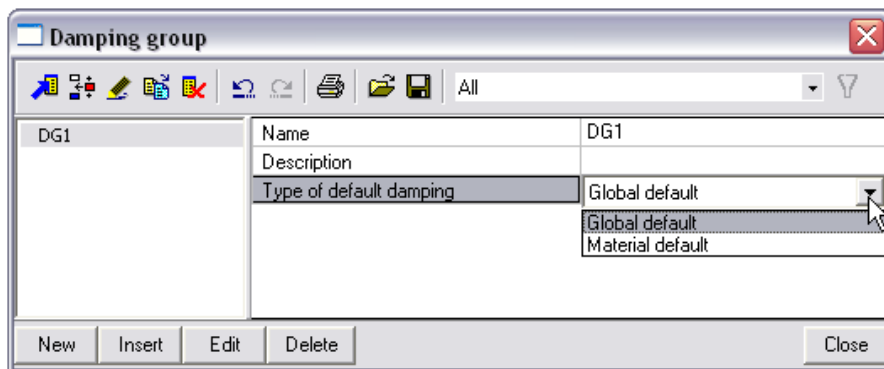 Damping group
All
DG1
Name DG1
Description
Type of default damping Global default
Global default
Material default
New Insert Edit Delete Close